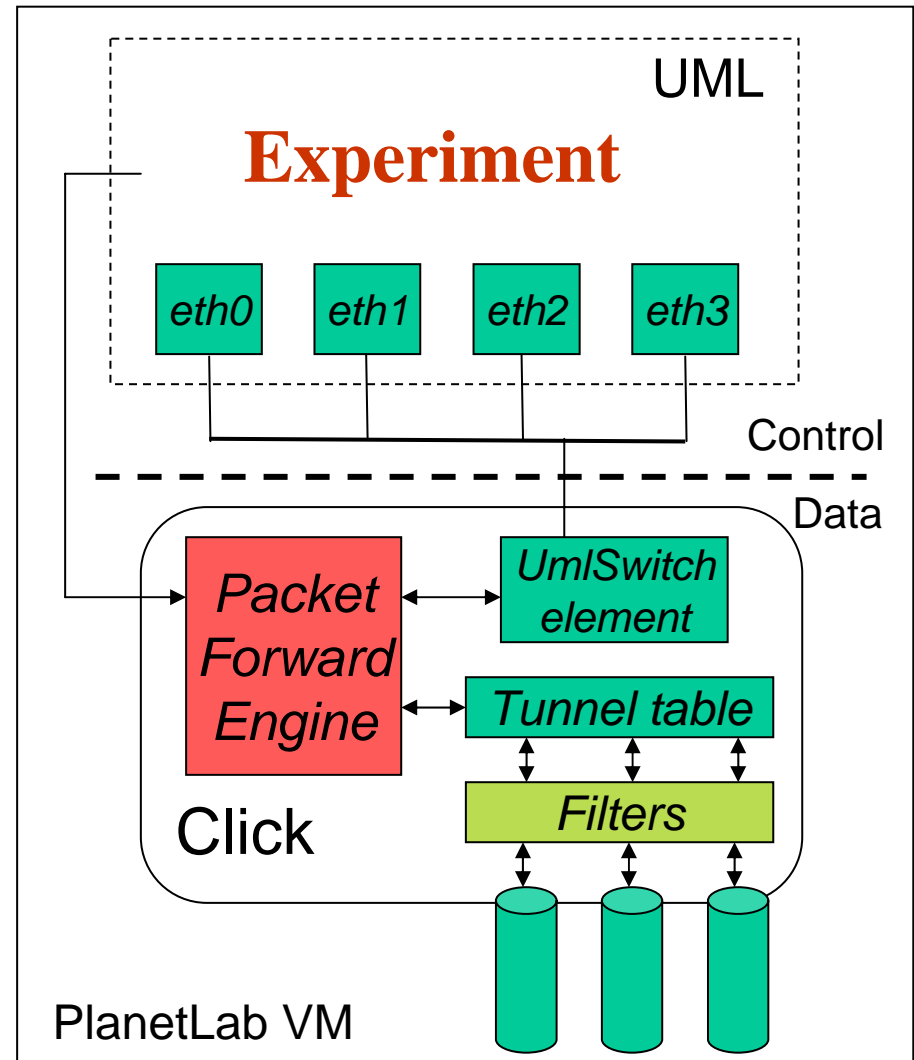 UML
Experiment
eth0 eth1 eth2 eth3
Control
Data
Packet
Forward
Engine
UmlSwitch
element
Tunnel table
Filters
Click
PlanetLab VM